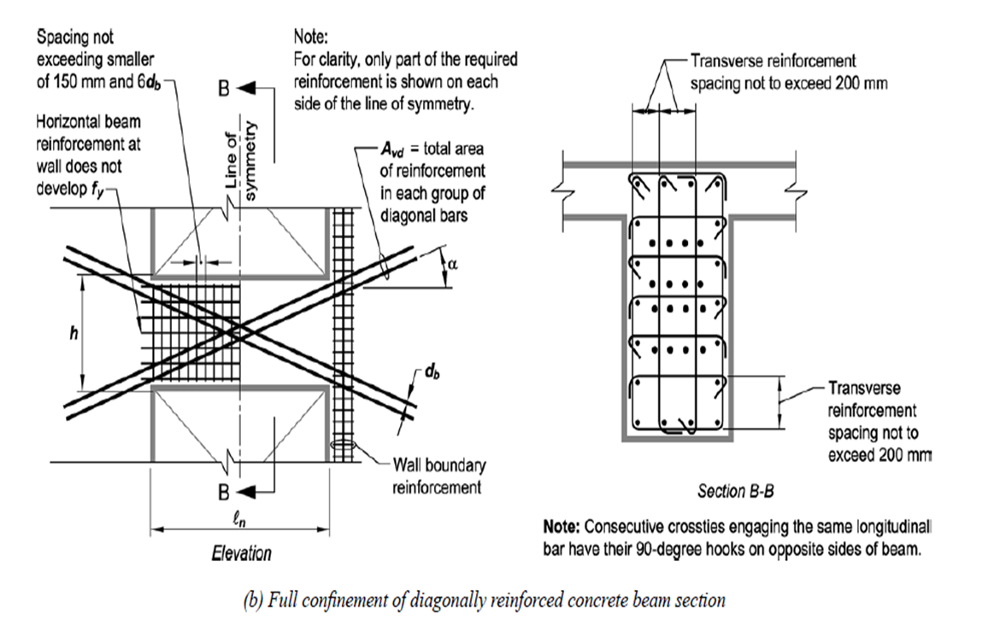 Spacing not
exceeding smaller
of 150 mm and 6db
Horizontal beam
reinforcement at
wall does not
develop fy
Note:
For clarity, only part of the required
reinforcement is shown on each
side of the line of symmetry.
B
Line of
symmetry
Avd = total area
of reinforcement
in each group of
diagonal bars
α
h
db
Wall boundary
reinforcement
B
ℓn
Elevation
Transverse reinforcement
spacing not to exceed 200 mm
Transverse
reinforcement
spacing not to
exceed 200 mm
Section B-B
Note: Consecutive crossties engaging the same longitudinal
bar have their 90-degree hooks on opposite sides of beam.
(b) Full confinement of diagonally reinforced concrete beam section